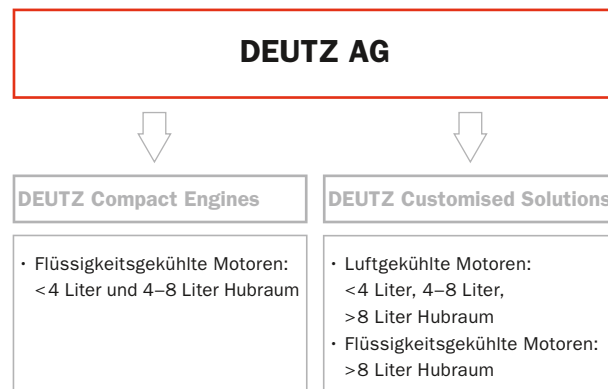 DEUTZ AG
DEUTZ Compact Engines
DEUTZ Customised Solutions
· Flüssigkeitsgekühlte Motoren:
<4 Liter und 4–8 Liter Hubraum
· Luftgekühlte Motoren:
<4 Liter, 4–8 Liter,
>8 Liter Hubraum
· Flüssigkeitsgekühlte Motoren:
>8 Liter Hubraum